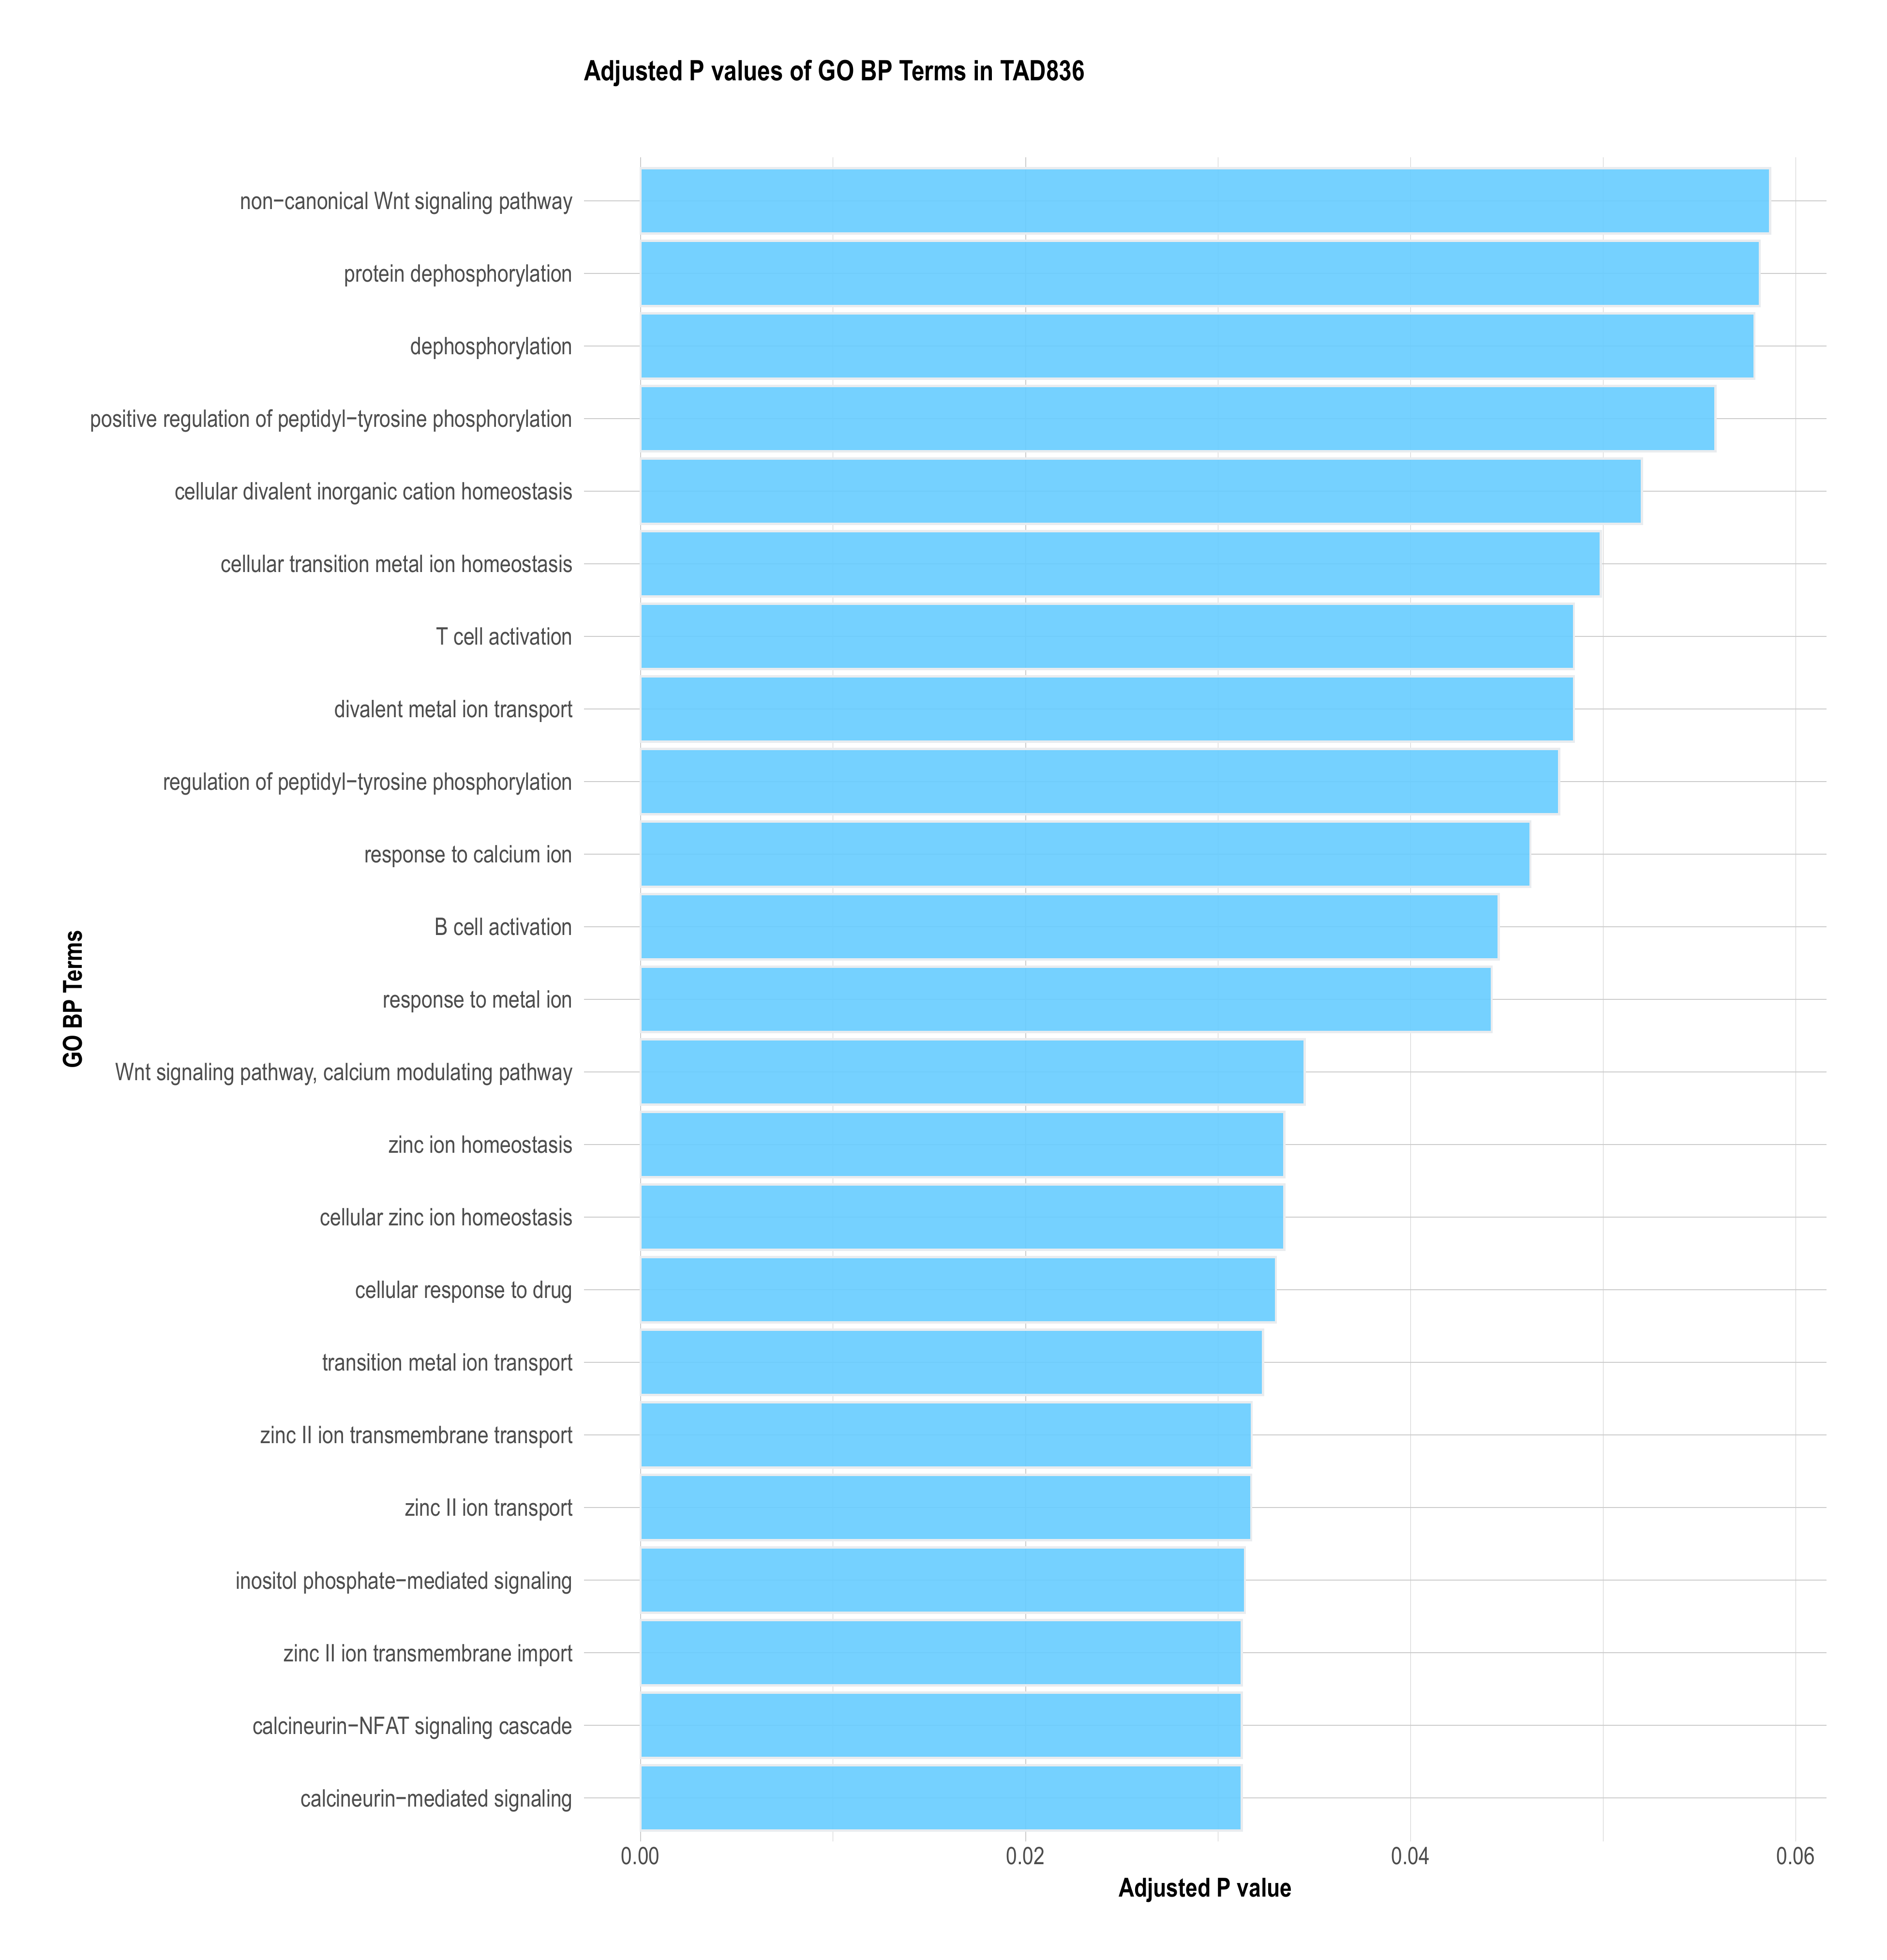 Adjusted P values of GO BP Terms in TAD836
non−canonical Wnt signaling pathway
protein dephosphorylation
dephosphorylation
positive regulation of peptidyl−tyrosine phosphorylation
cellular divalent inorganic cation homeostasis
cellular transition metal ion homeostasis
T cell activation
divalent metal ion transport
regulation of peptidyl−tyrosine phosphorylation
response to calcium ion
B cell activation
response to metal ion
Wnt signaling pathway, calcium modulating pathway
zinc ion homeostasis
cellular zinc ion homeostasis
cellular response to drug
transition metal ion transport
zinc II ion transmembrane transport
zinc II ion transport
inositol phosphate−mediated signaling
zinc II ion transmembrane import
calcineurin−NFAT signaling cascade
calcineurin−mediated signaling
GO BP Terms
0.00 0.02 0.04 0.06
Adjusted P value